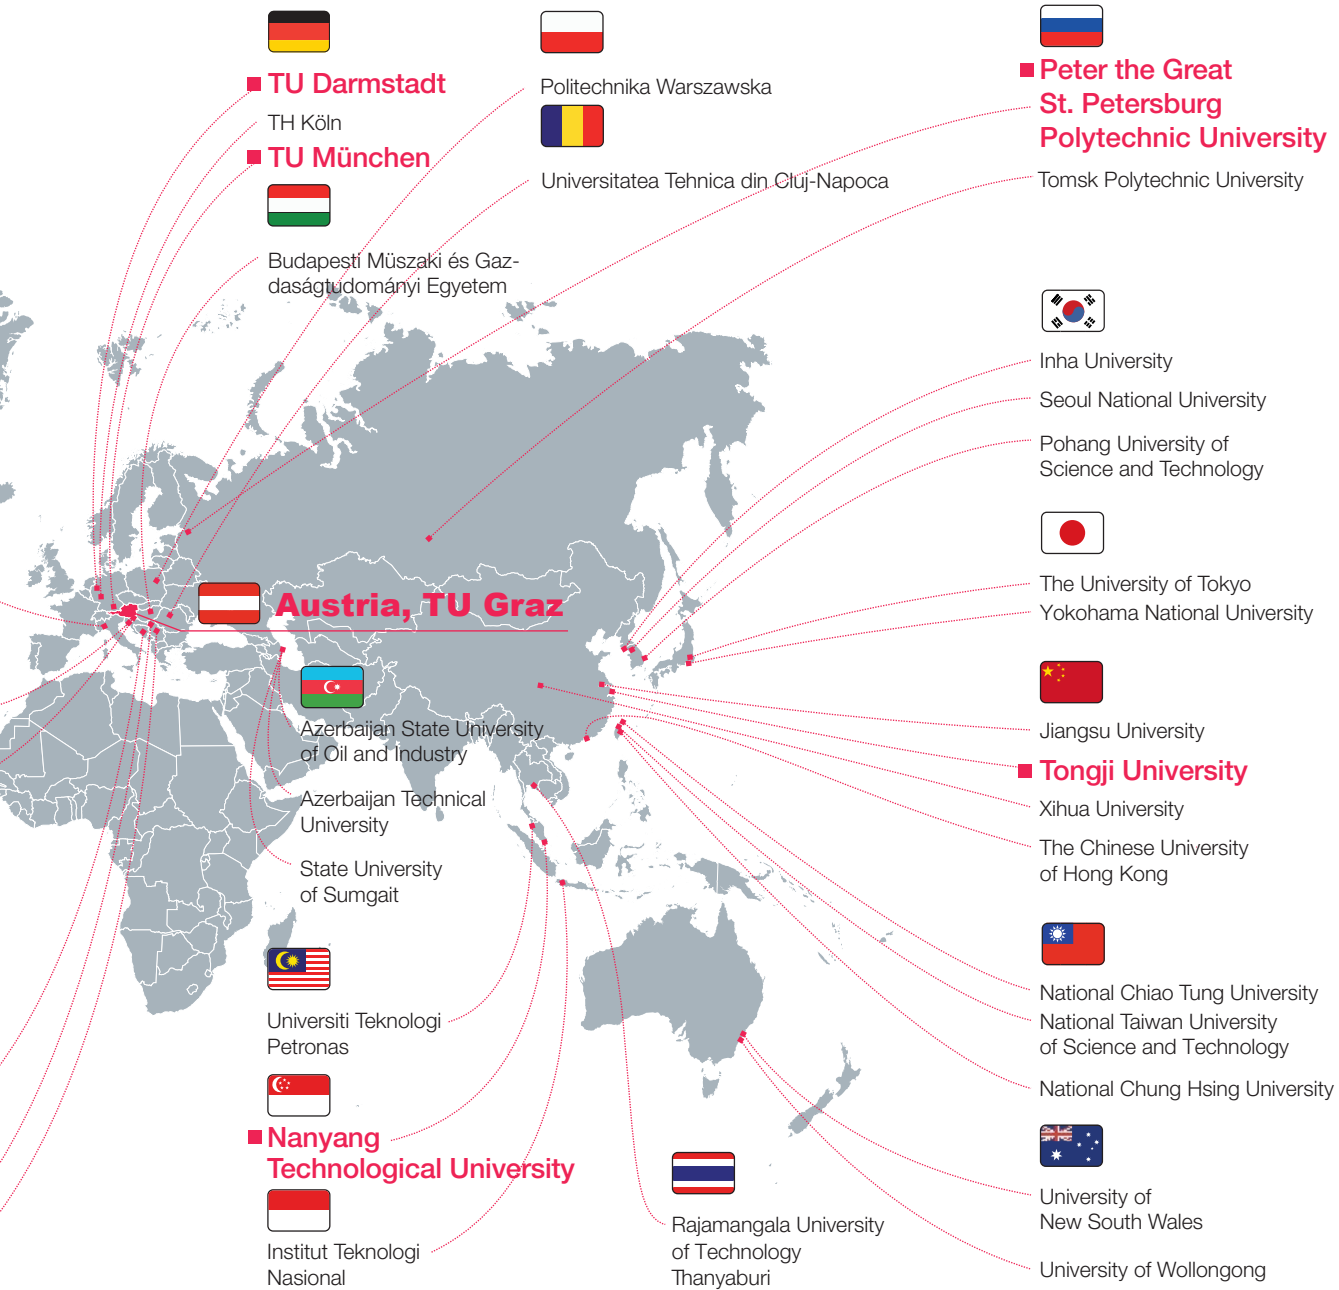 TU Darmstadt
TH Köln
TU München
Budapesti Müszaki és Gaz-
daságtudományi Egyetem
Politechnika Warszawska
Universitatea Tehnica din Cluj-Napoca
Peter the Great
St. Petersburg
Polytechnic University
Tomsk Polytechnic University
Inha University
Seoul National University
Pohang University of
Science and Technology
The University of Tokyo
Yokohama National University
Austria, TU Graz
Azerbaijan State University
of Oil and Industry
Azerbaijan Technical
University
State University
of Sumgait
Jiangsu University
Tongji University
Xihua University
The Chinese University
of Hong Kong
National Chiao Tung University
National Taiwan University
of Science and Technology
National Chung Hsing University
Universiti Teknologi
Petronas
Nanyang
Technological University
Institut Teknologi
Nasional
Rajamangala University
of Technology
Thanyaburi
University of
New South Wales
University of Wollongong